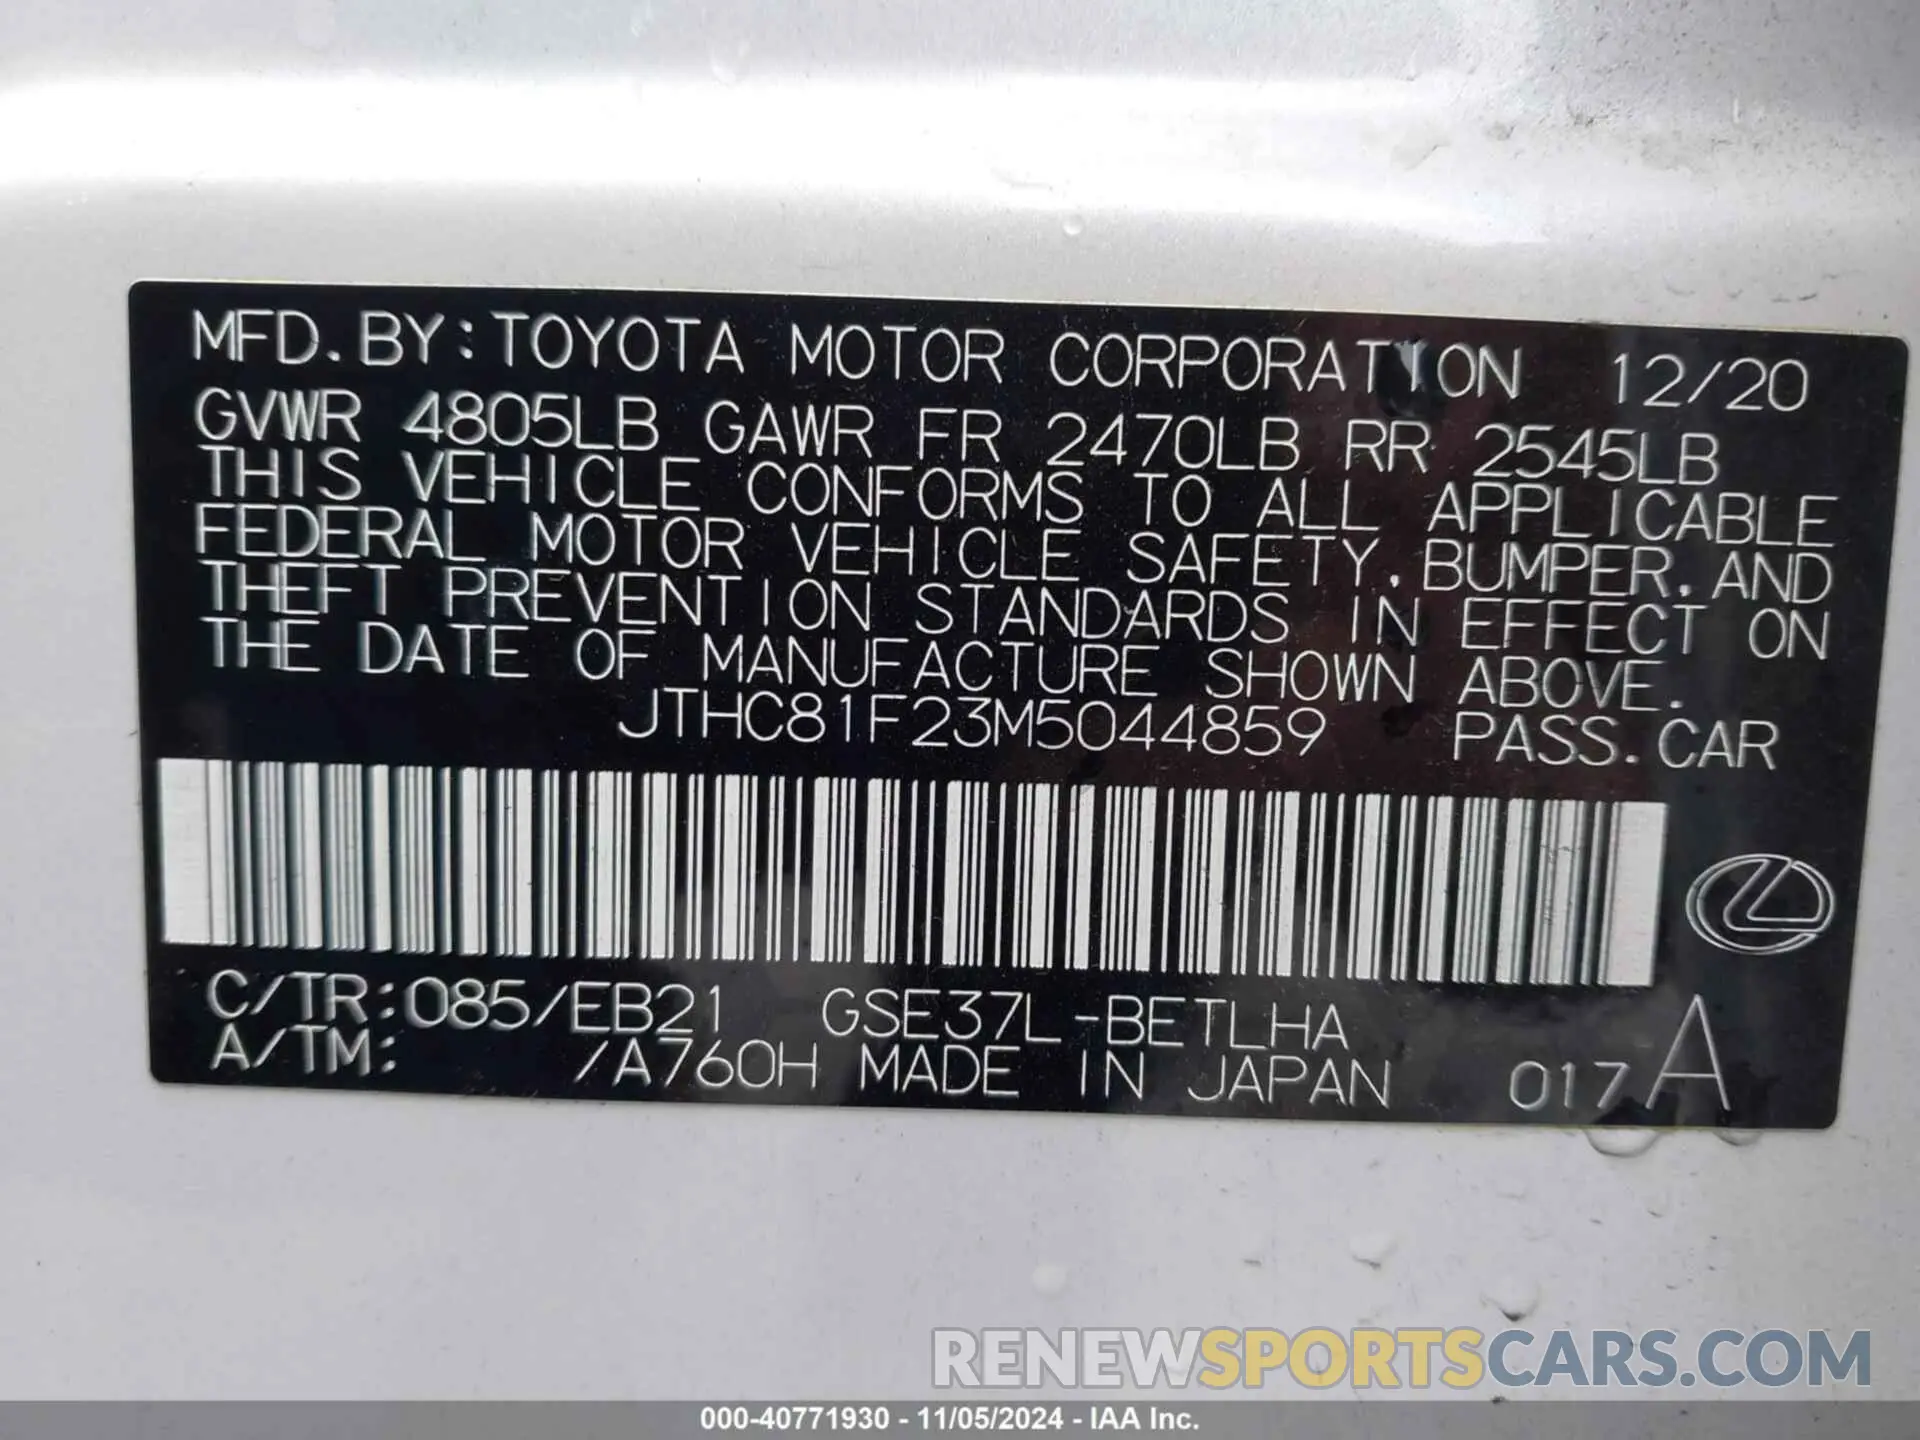 MFD. BY: TOYOTA MOTOR CORPORATION 12/20
GVWR 4805LB GAWR FR 2470LB RR 2545LB
THIS VEHICLE CONFORMS TO ALL APPLICABLE
FEDERAL MOTOR VEHICLE SAFETY, BUMPER, AND
THEFT PREVENTION STANDARDS IN EFFECT ON
THE DATE OF MANUFACTURE SHOWN ABOVE.
JTHC81F23M5044859 PASS. CAR
C/TR: 085/EB21 GSE37L-BETLHA
A/TM: /A760H MADE IN JAPAN 017 A
RENEWSPORTSCARS.COM
000-40771930 - 11/05/2024 - IAA Inc.